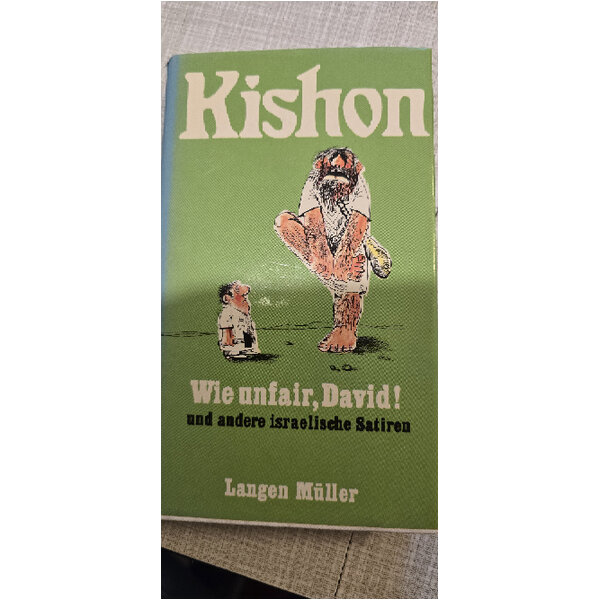 Kishon
Wie unfair, David!
und andere israelische Satiren
Langen Müller